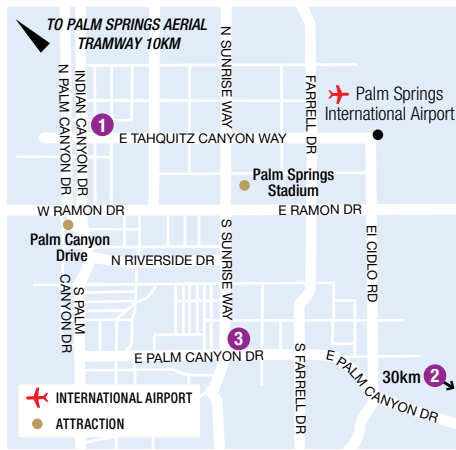 TO PALM SPRINGS AERIAL
TRAMWAY 10KM
N PALM CANYON DR
INDIAN CANYON DR
N SUNRISE WAY
FARRELL DR
1
Palm Springs
International Airport
E TAHQUITZ CANYON WAY
Palm Springs
Stadium
W RAMON DR
E RAMON DR
Palm Canyon
Drive
N RIVERSIDE DR
S SUNRISE WAY
EI CIDLO RD
S PALM
CANYON DR
3
E PALM CANYON DR
S FARRELL DR
E PALM CANYON DR
30km 2
INTERNATIONAL AIRPORT
ATTRACTION